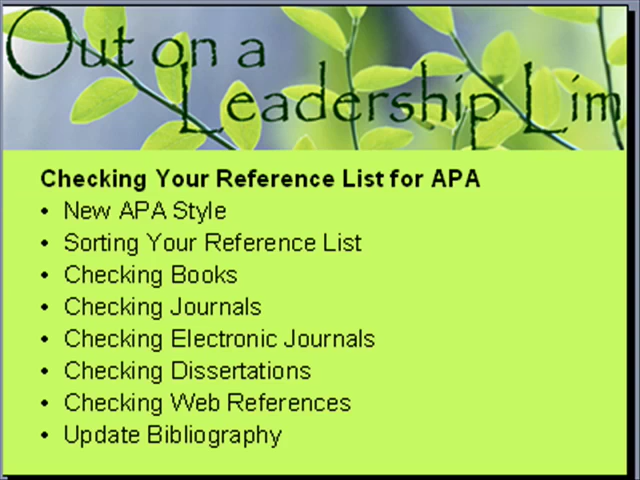 Out on a
Leadership Lim
Checking Your Reference List for APA
• New APA Style
• Sorting Your Reference List
• Checking Books
• Checking Journals
• Checking Electronic Journals
• Checking Dissertations
• Checking Web References
• Update Bibliography